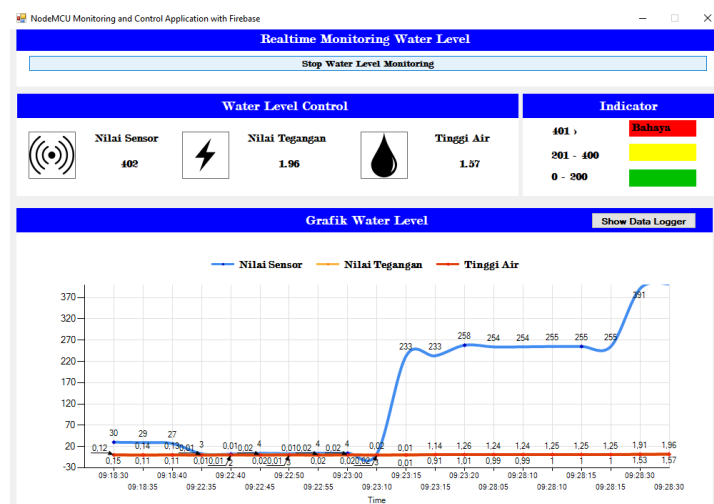 NodeMCU Monitoring and Control Application with Firebase
Realtime Monitoring Water Level
Stop Water Level Monitoring
Water Level Control
Indicator
Nilai Sensor
402
Nilai Tegangan
1.96
Tinggi Air
1.57
401 >
Bahaya
201 - 400
0 - 200
Grafik Water Level
Show Data Logger
Nilai Sensor Nilai Tegangan Tinggi Air
370
320
270
220
170
120
70
20
-30
391
258
233 233 254 254 255 255 255
30 29 27 3 4 4 4
0,12 0,14 0,13 0,01 0,01 0,02 0,01 0,02 0,02 0,02 0,01 1,14 1,26 1,24 1,24 1,25 1,25 1,25 1,91 1,96
0,15 0,11 0,11 0,01 0,01 2 0,02 0,01 3 0,02 0,02 3 0,01 0,91 1,01 0,99 0,99 1 1 1,53 1,57
09:18:30 09:18:40 09:22:40 09:22:50 09:23:00 09:23:15 09:23:20 09:28:10 09:28:15 09:28:30
09:18:35 09:22:35 09:22:45 09:22:55 09:23:10 09:23:15 09:28:05 09:28:10 09:28:15 09:28:30
Time